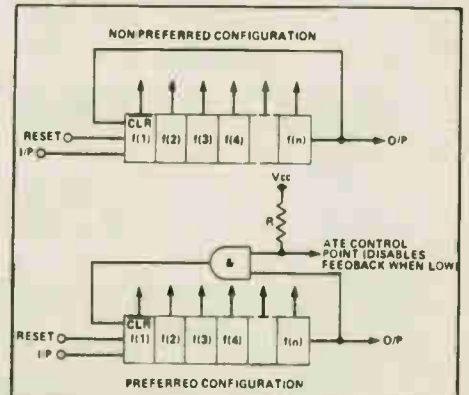 NON PREFERRED CONFIGURATION
CLR
RESET
I/P
f(1) f(2) f(3) f(4) f(n)
O/P
Vcc
R
&
ATE CONTROL
POINT (DISABLES
FEEDBACK WHEN LOW)
CLR
RESET
I/P
f(1) f(2) f(3) f(4) f(n)
O/P
PREFERRED CONFIGURATION